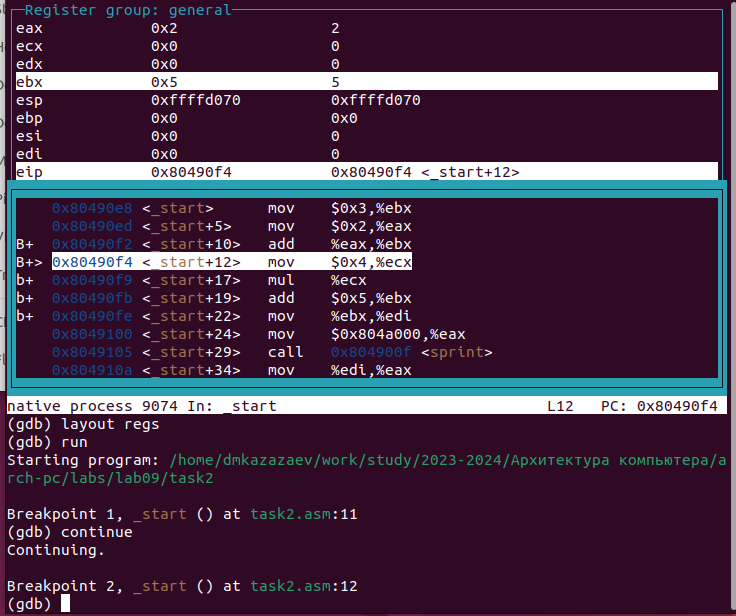 Register group: general
eax 0x2 2
ecx 0x0 0
edx 0x0 0
ebx 0x5 5
esp 0xffffd070 0xffffd070
ebp 0x0 0x0
esi 0x0 0
edi 0x0 0
eip 0x80490f4 0x80490f4 <_start+12>
0x80490e8 <_start> mov $0x3,%ebx
0x80490ed <_start+5> mov $0x2,%eax
B+ 0x80490f2 <_start+10> add %eax,%ebx
B+> 0x80490f4 <_start+12> mov $0x4,%ecx
b+ 0x80490f9 <_start+17> mul %ecx
b+ 0x80490fb <_start+19> add $0x5,%ebx
b+ 0x80490fe <_start+22> mov %ebx,%edi
0x8049100 <_start+24> mov $0x804a000,%eax
0x8049105 <_start+29> call 0x804900f <sprint>
0x804910a <_start+34> mov %edi,%eax
native process 9074 In: _start L12 PC: 0x80490f4
(gdb) layout regs
(gdb) run
Starting program: /home/dmkazazaev/work/study/2023-2024/Архитектура компьютера/a
rch-pc/labs/lab09/task2
Breakpoint 1, _start () at task2.asm:11
(gdb) continue
Continuing.
Breakpoint 2, _start () at task2.asm:12
(gdb)